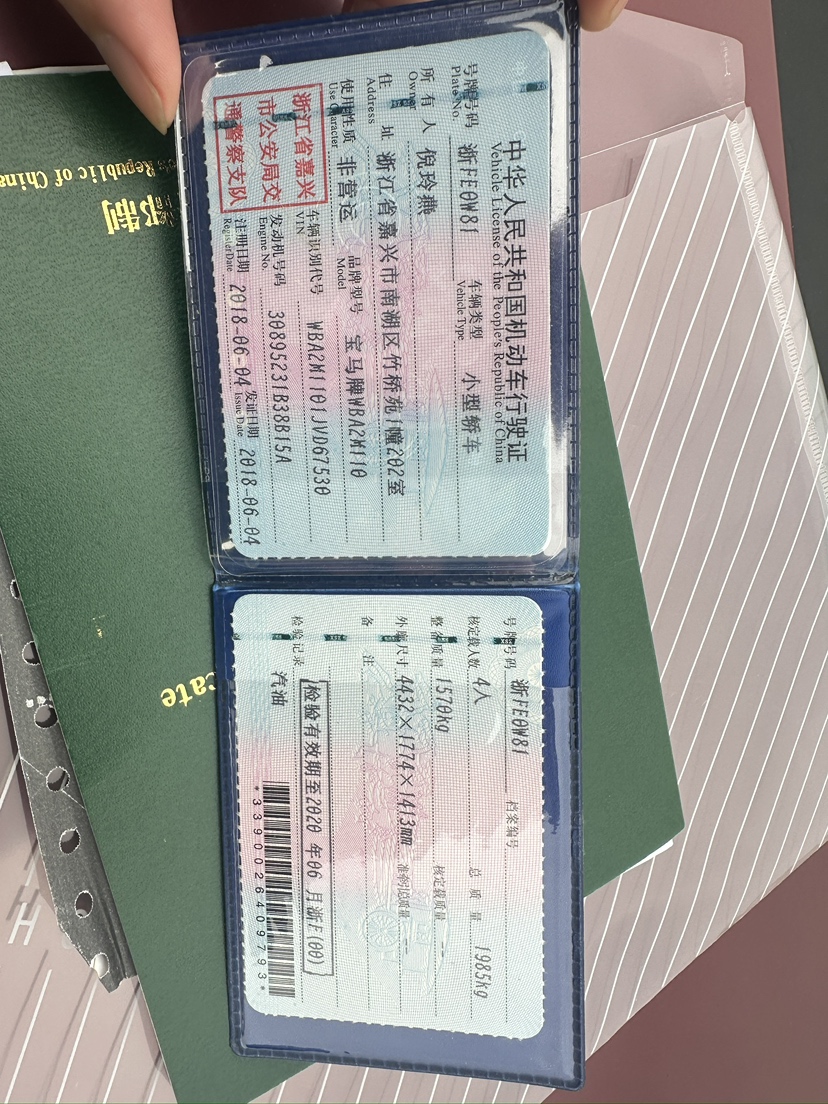 中华人民共和国机动车行驶证
Vehicle License of the People's Republic of China
号牌号码 浙FE0W81 车辆类型 小型轿车
Plate No. Vehicle Type
所有人 倪玲燕
Owner
住址 浙江省嘉兴市南湖区竹桥苑1幢202室
Address
使用性质 非营运 品牌型号 宝马牌WBA2M110
Use Character Model
浙江省嘉兴
市公安局交
通警察支队
车辆识别代号 WBA2M1101JVD67530
VIN
发动机号码 30895231B38B15A
Engine No.
注册日期 2018-06-04 发证日期 2018-06-04
Register Date Issue Date
号牌号码 浙FE0W81 档案编号
核定载人数 4人 总质量 1985kg
整备质量 1570kg 核定载质量 —
外廓尺寸 4432×1774×1413mm 准牵引总质量 —
备注
检验有效期至2020 年06 月浙F(00)
检验记录 汽油
*3390026409793*
's Republic of China
制
cate
H